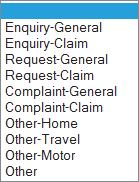 Enquiry-General
Enquiry-Claim
Request-General
Request-Claim
Complaint-General
Complaint-Claim
Other-Home
Other-Travel
Other-Motor
Other